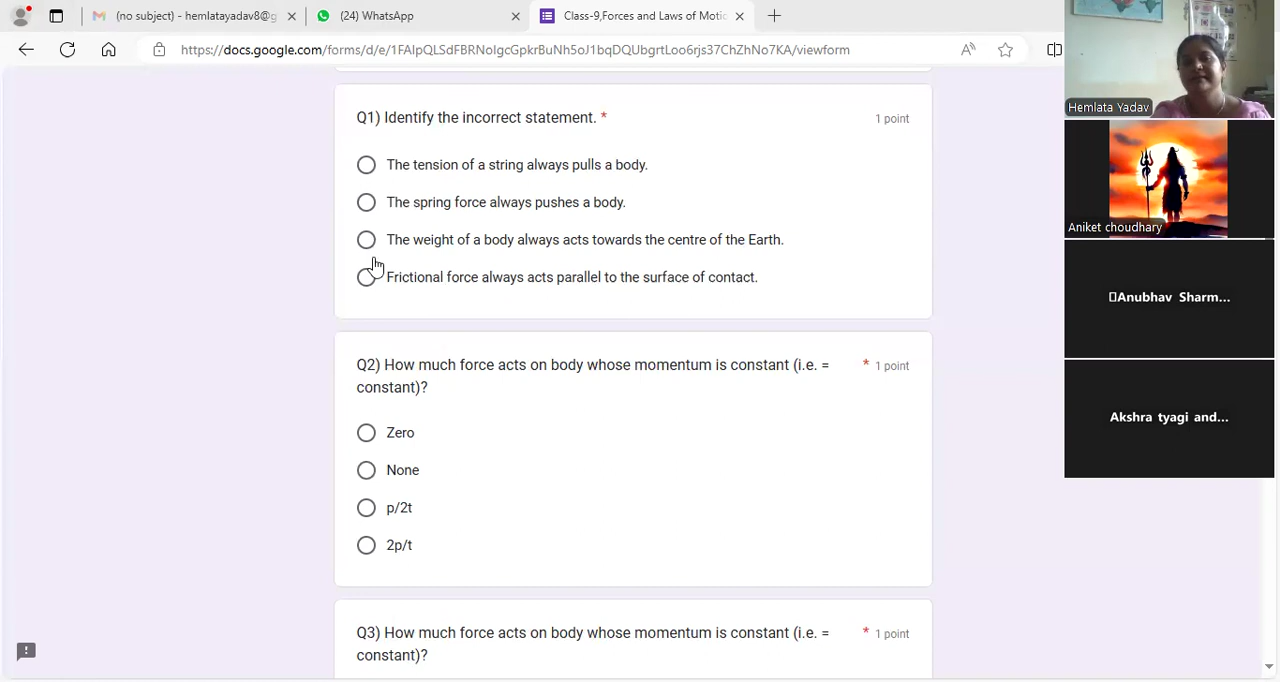 (no subject) - hemlatayadav8@g
(24) WhatsApp
Class-9,Forces and Laws of Motic
https://docs.google.com/forms/d/e/1FAIpQLSdFBRNoIgcGpkrBuNh5oJ1bqDQUbgrtLoo6rjs37ChZhNo7KA/viewform
Q1) Identify the incorrect statement. *
1 point
The tension of a string always pulls a body.
The spring force always pushes a body.
The weight of a body always acts towards the centre of the Earth.
Frictional force always acts parallel to the surface of contact.
Q2) How much force acts on body whose momentum is constant (i.e. =
constant)?
* 1 point
Zero
None
p/2t
2p/t
Q3) How much force acts on body whose momentum is constant (i.e. =
constant)?
* 1 point
Hemlata Yadav
Aniket choudhary
Anubhav Sharm...
Akshra tyagi and...